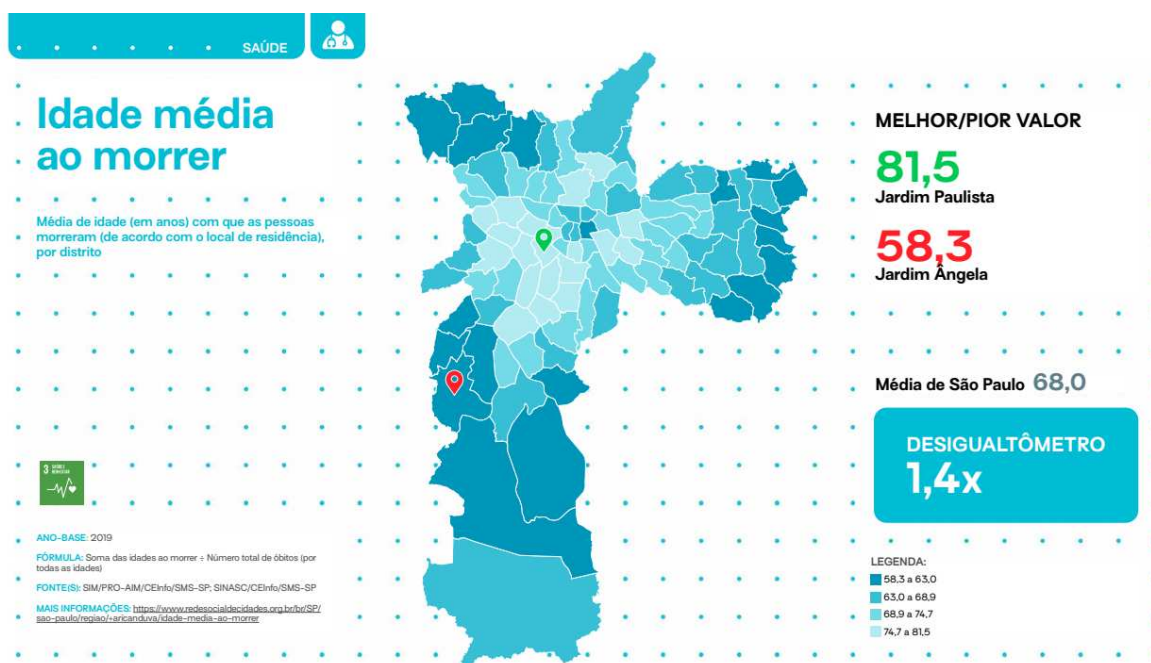 SAÚDE
Idade média
ao morrer
Média de idade (em anos) com que as pessoas
morreram (de acordo com o local de residência),
por distrito
MELHOR/PIOR VALOR
81,5
Jardim Paulista
58,3
Jardim Ângela
Média de São Paulo 68,0
DESIGUALTÔMETRO
1,4x
3
ANO-BASE: 2019
FÓRMULA: Soma das idades ao morrer ÷ Número total de óbitos (por
todas as idades)
FONTE(S): SIM/PRO-AIM/CEInfo/SMS-SP; SINASC/CEInfo/SMS-SP
MAIS INFORMAÇÕES: https://www.redesocialdecidades.org.br/br/SP/
sao-paulo/regiao/+aricanduva/idade-media-ao-morrer
LEGENDA:
58,3 a 63,0
63,0 a 68,9
68,9 a 74,7
74,7 a 81,5